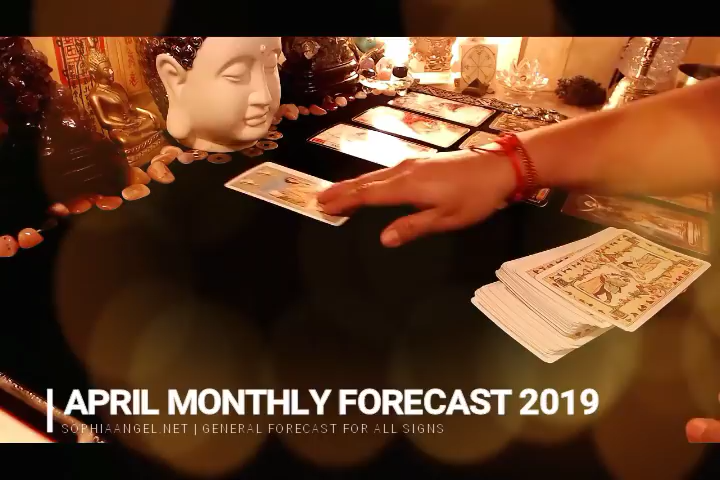 APRIL MONTHLY FORECAST 2019
SOPHIAANGEL.NET | GENERAL FORECAST FOR ALL SIGNS